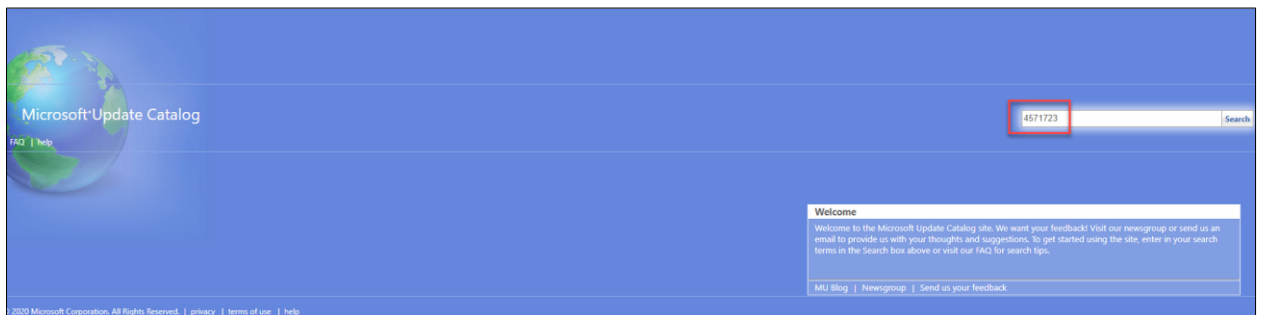 Microsoft Update Catalog
4571723
Search
FAQ | help
Welcome
Welcome to the Microsoft Update Catalog site. We want your feedback! Visit our newsgroup or send us an
email to provide us with your thoughts and suggestions. To get started using the site, enter in your search
terms in the Search box above or visit our FAQ for search tips.
MU Blog | Newsgroup | Send us your feedback
2020 Microsoft Corporation. All Rights Reserved. | privacy | terms of use | help